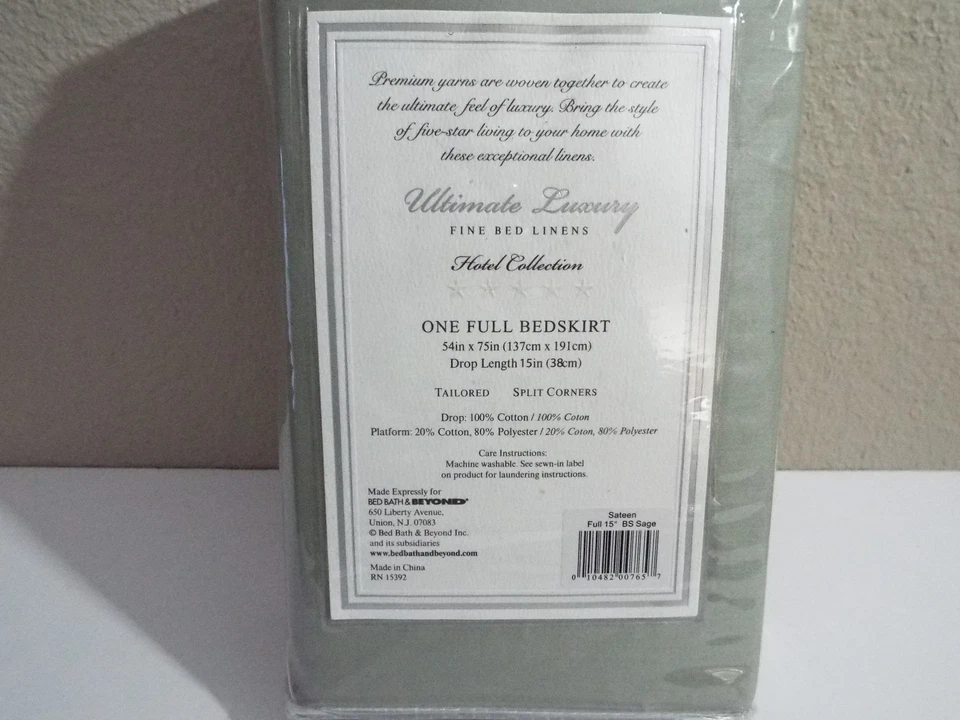 Premium yarns are woven together to create
the ultimate feel of luxury. Bring the style
of five-star living to your home with
these exceptional linens.
Ultimate Luxury
FINE BED LINENS
Hotel Collection
ONE FULL BEDSKIRT
54in x 75in (137cm x 191cm)
Drop Length 15in (38cm)
TAILORED SPLIT CORNERS
Drop: 100% Cotton / 100% Coton
Platform: 20% Cotton, 80% Polyester / 20% Coton, 80% Polyester
Care Instructions:
Machine washable. See sewn-in label
on product for laundering instructions.
Made Expressly for
BED BATH & BEYOND
650 Liberty Avenue,
Union, N.J. 07083
© Bed Bath & Beyond Inc.
and its subsidiaries
www.bedbathandbeyond.com
Made in China
RN 15392
Sateen
Full 15" BS Sage
0 10482 00765 7